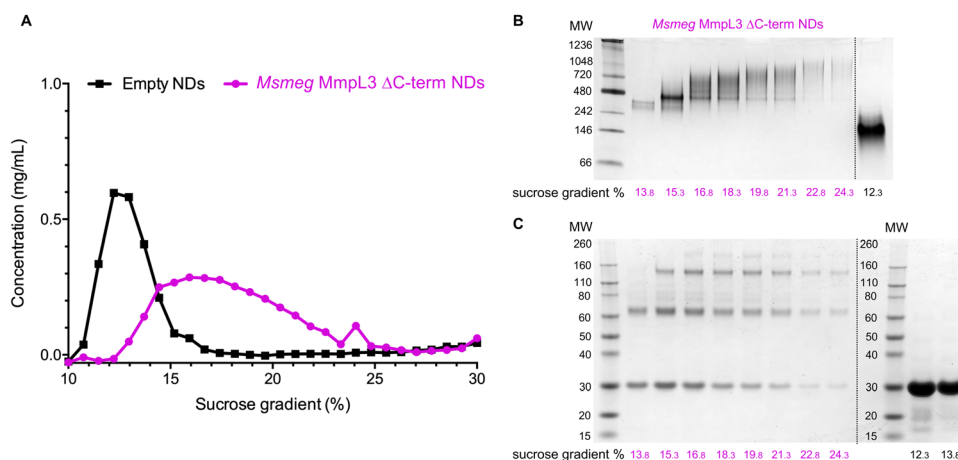 A
Empty NDs
Msmeg MmpL3 ΔC-term NDs
1.0
0.5
0.0
Concentration (mg/mL)
10
15
20
25
30
Sucrose gradient (%)
B
MW
Msmeg MmpL3 ΔC-term NDs
1236
1048
720
480
242
146
66
sucrose gradient %
13.8 15.3 16.8 18.3 19.8 21.3 22.8 24.3 12.3
C
MW
260
160
110
80
60
50
40
30
20
15
MW
260
160
110
80
60
50
40
30
20
15
sucrose gradient %
13.8 15.3 16.8 18.3 19.8 21.3 22.8 24.3
12.3 13.8